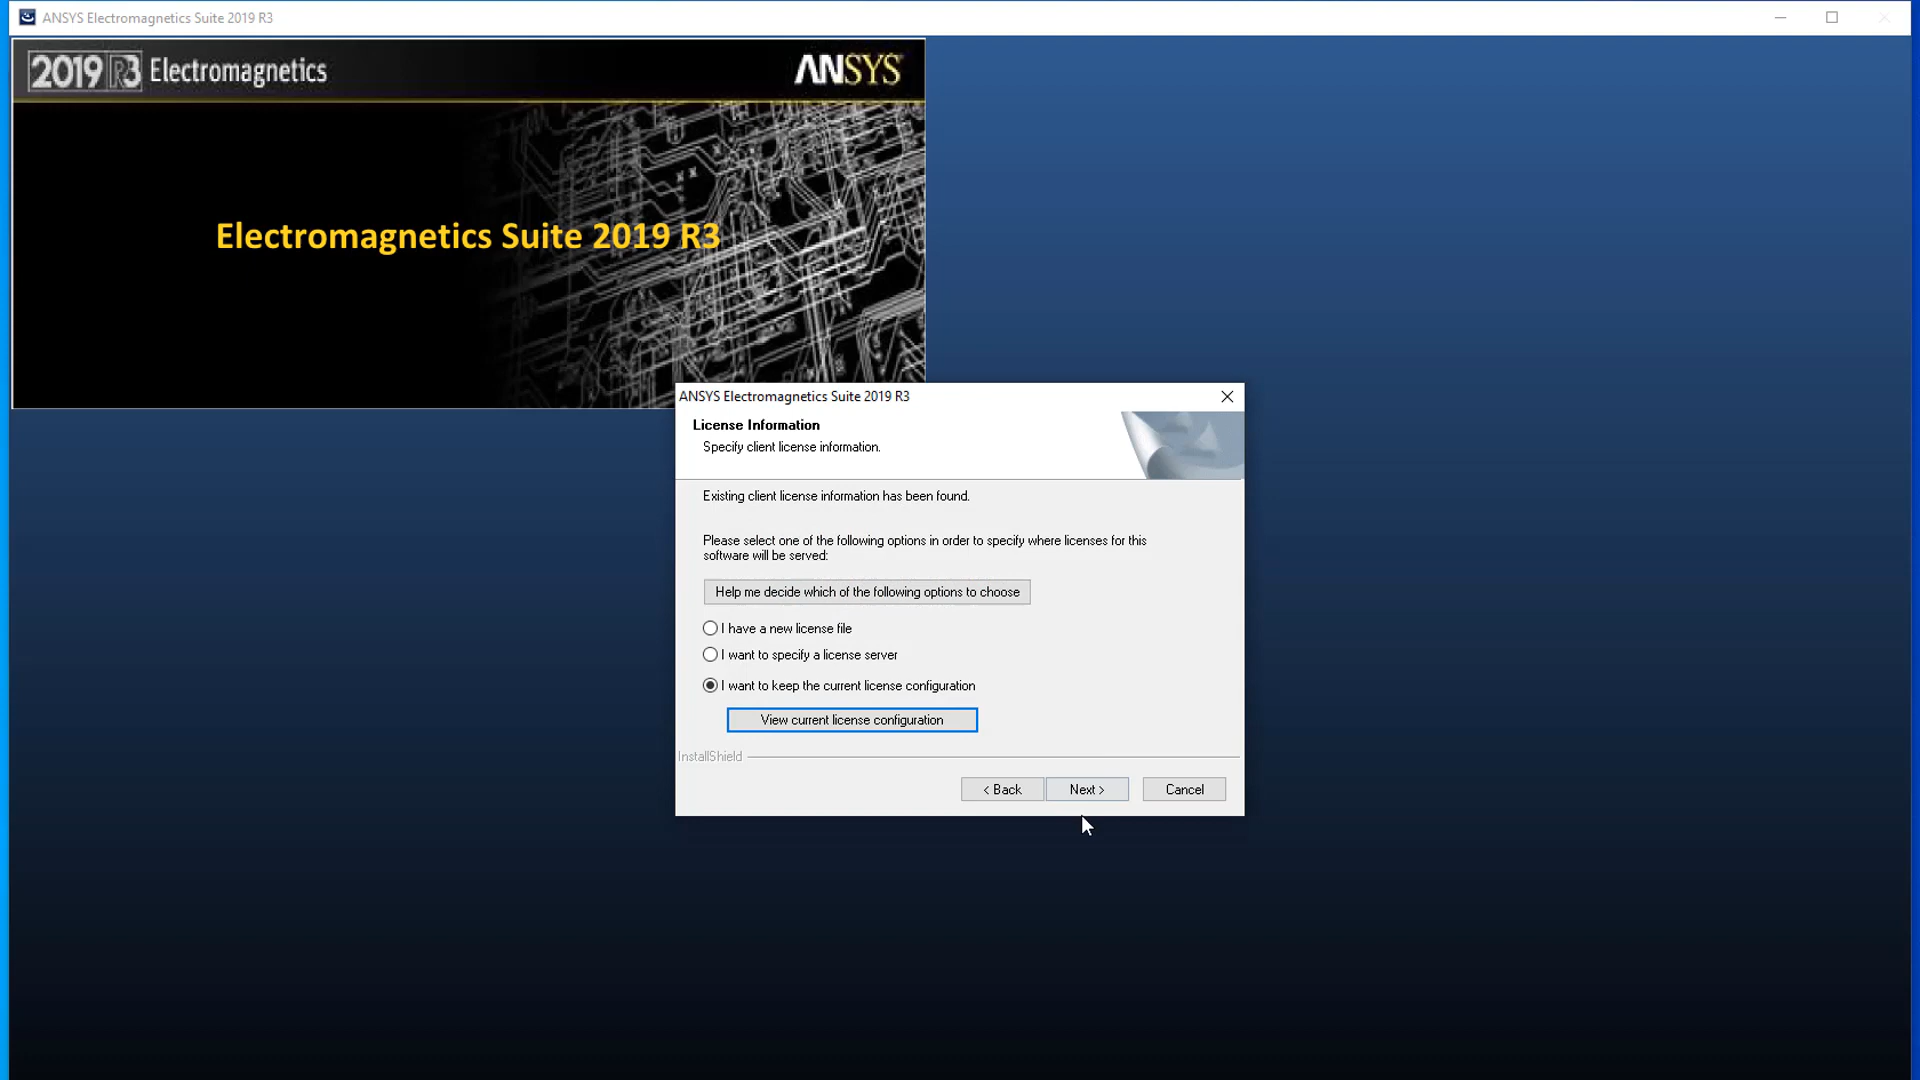 ANSYS Electromagnetics Suite 2019 R3
2019 R3 Electromagnetics
ANSYS
Electromagnetics Suite 2019 R3
ANSYS Electromagnetics Suite 2019 R3
License Information
Specify client license information.
Existing client license information has been found.
Please select one of the following options in order to specify where licenses for this
software will be served:
Help me decide which of the following options to choose
I have a new license file
I want to specify a license server
I want to keep the current license configuration
View current license configuration
InstallShield
< Back
Next >
Cancel